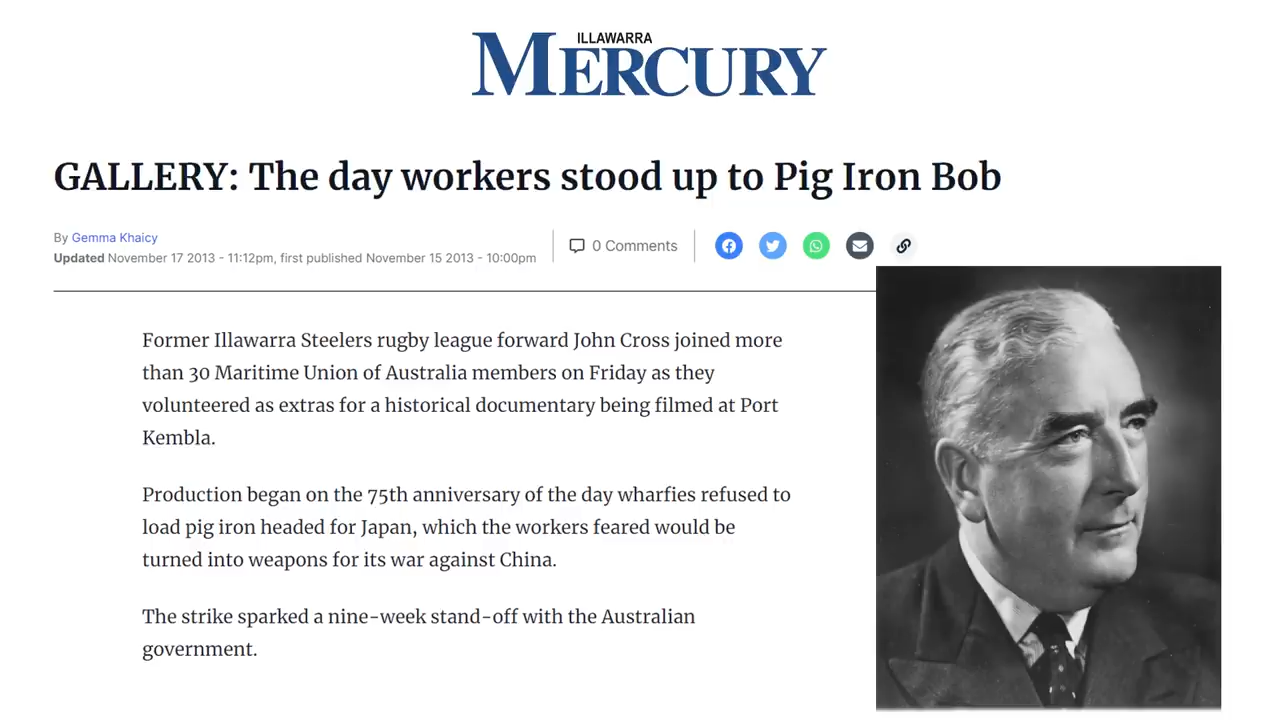 ILLAWARRA
MERCURY
GALLERY: The day workers stood up to Pig Iron Bob
By Gemma Khaicy
Updated November 17 2013 - 11:12pm, first published November 15 2013 - 10:00pm
0 Comments
Former Illawarra Steelers rugby league forward John Cross joined more
than 30 Maritime Union of Australia members on Friday as they
volunteered as extras for a historical documentary being filmed at Port
Kembla.
Production began on the 75th anniversary of the day wharfies refused to
load pig iron headed for Japan, which the workers feared would be
turned into weapons for its war against China.
The strike sparked a nine-week stand-off with the Australian
government.